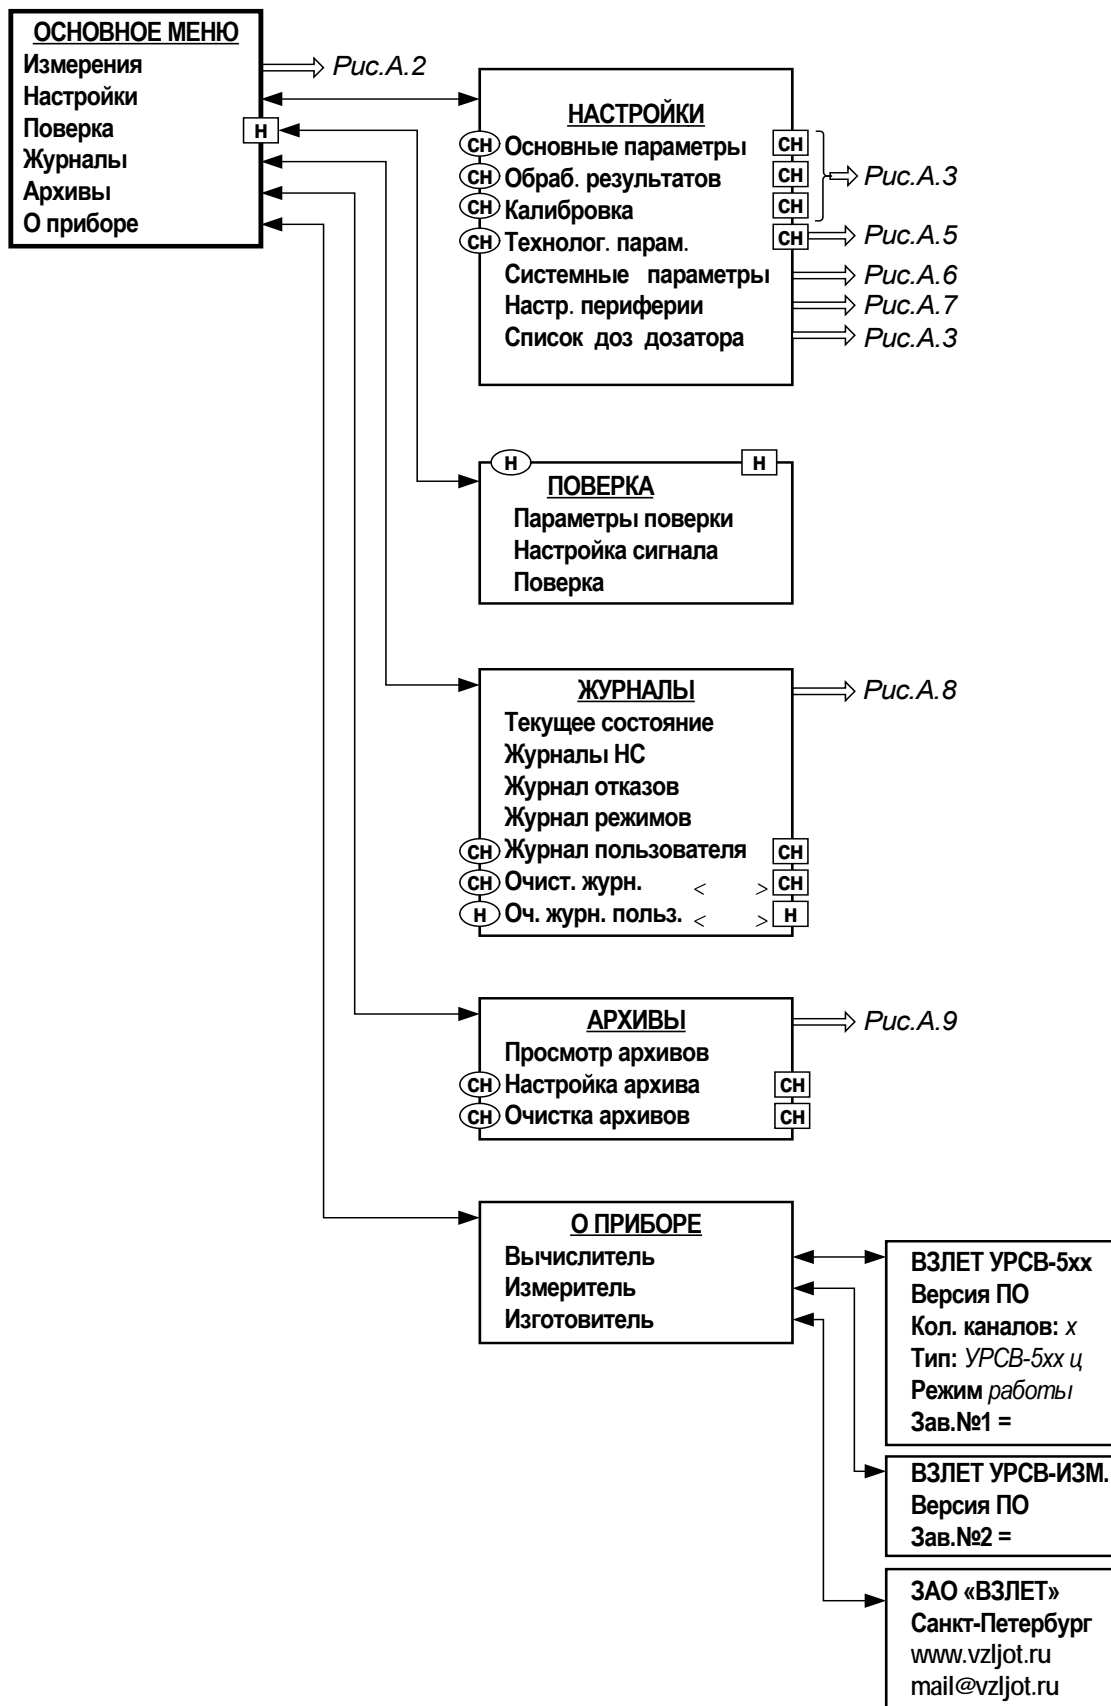 ОСНОВНОЕ МЕНЮ
Измерения
Рис.А.2
Настройки
Поверка
Н
Журналы
Архивы
О приборе
НАСТРОЙКИ
СН Основные параметры СН
СН Обраб. результатов СН
Рис.А.3
СН Калибровка СН
СН Технолог. парам. СН Рис.А.5
Системные параметры Рис.А.6
Настр. периферии Рис.А.7
Список доз дозатора Рис.А.3
Н Н
ПОВЕРКА
Параметры поверки
Настройка сигнала
Поверка
ЖУРНАЛЫ Рис.А.8
Текущее состояние
Журналы НС
Журнал отказов
Журнал режимов
СН Журнал пользователя СН
СН Очист. журн. < > СН
Н Оч. журн. польз. < > Н
АРХИВЫ Рис.А.9
Просмотр архивов
СН Настройка архива СН
СН Очистка архивов СН
О ПРИБОРЕ
Вычислитель
Измеритель
Изготовитель
ВЗЛЕТ УРСВ-5хх
Версия ПО
Кол. каналов: х
Тип: УРСВ-5хх ц
Режим работы
Зав.№1 =
ВЗЛЕТ УРСВ-ИЗМ.
Версия ПО
Зав.№2 =
ЗАО «ВЗЛЕТ»
Санкт-Петербург
www.vzljot.ru
mail@vzljot.ru